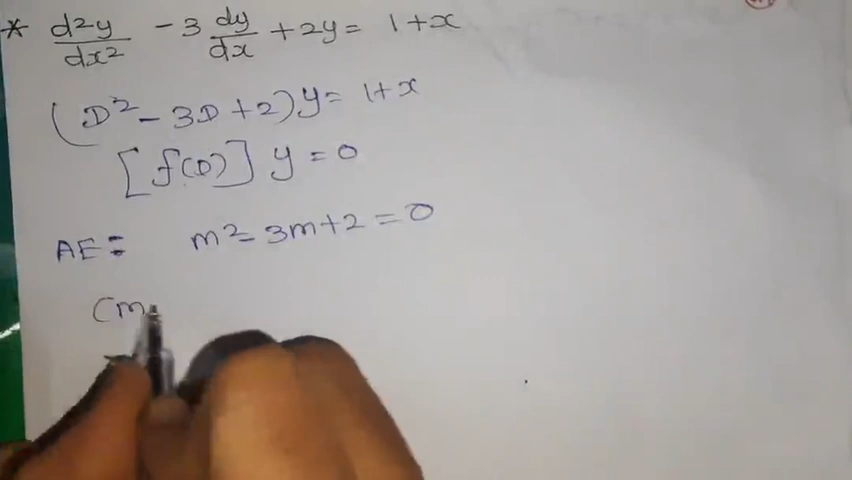 * d²y/dx² - 3 dy/dx + 2y = 1+x
(D² - 3D + 2)y = 1+x
[f(D)] y = 0
AE: m² - 3m + 2 = 0
(m